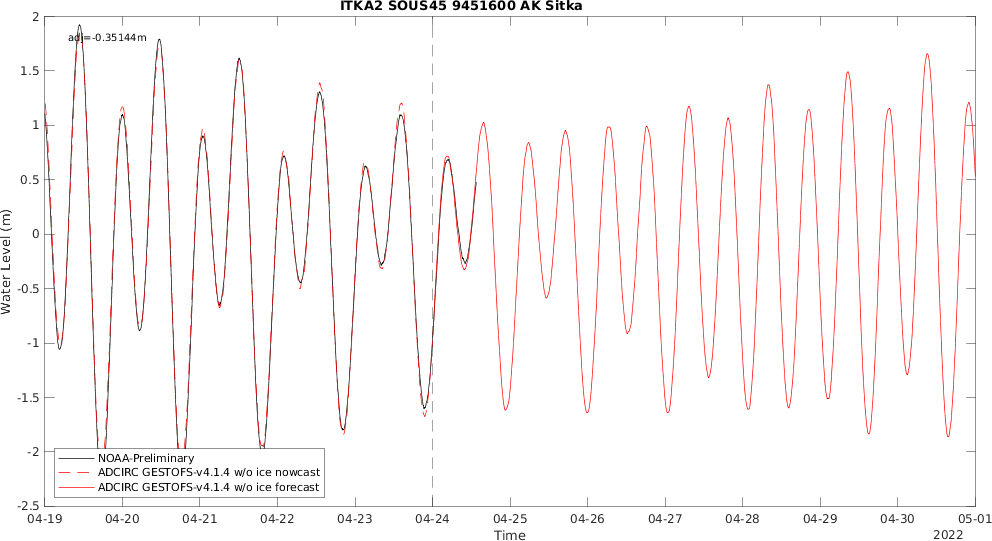 ITKA2 SOUS45 9451600 AK Sitka
adj=-0.35144m
2
1.5
1
0.5
0
-0.5
-1
-1.5
-2
-2.5
Water Level (m)
NOAA-Preliminary
ADCIRC GESTOFS-v4.1.4 w/o ice nowcast
ADCIRC GESTOFS-v4.1.4 w/o ice forecast
04-19 04-20 04-21 04-22 04-23 04-24 04-25 04-26 04-27 04-28 04-29 04-30 05-01
Time
2022